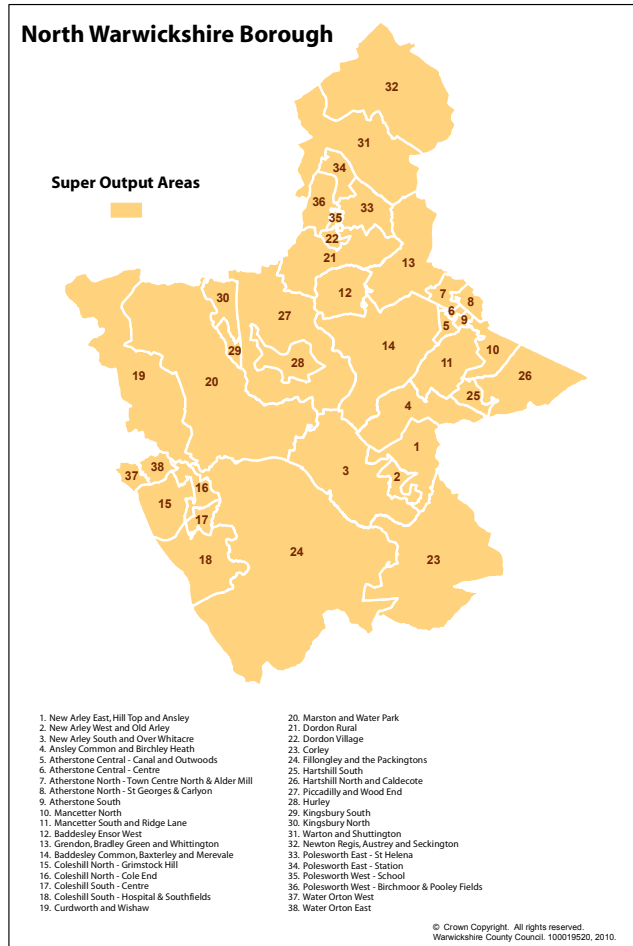 North Warwickshire Borough
Super Output Areas
32
31
34
36
33
35
22
21
13
12
7
8
6
9
5
30
27
14
10
29
28
11
26
19
20
25
4
1
3
2
38
37
16
15
17
24
18
23
1. New Arley East, Hill Top and Ansley
2. New Arley West and Old Arley
3. New Arley South and Over Whitacre
4. Ansley Common and Birchley Heath
5 Atherstone Central - Canal and Outwoods
6 Atherstone Central - Centre
7 Atherstone North - Town Centre North & Alder Mill
8 Atherstone North - St Georges & Carlyon
9 Atherstone South
10. Mancetter North
11. Mancetter South and Ridge Lane
12. Baddesley Ensor West
13. Grendon, Bradley Green and Whittington
14. Baddesley Common, Baxterley and Merevale
15. Coleshill North - Grimstock Hill
16. Coleshill North - Cole End
17. Coleshill South - Centre
18. Coleshill South - Hospital & Southfields
19. Curdworth and Wishaw
20. Marston and Water Park
21. Dordon Rural
22. Dordon Village
23. Corley
24. Fillongley and the Packingtons
25. Hartshill South
26. Hartshill North and Caldecote
27. Piccadilly and Wood End
28. Hurley
29. Kingsbury South
30. Kingsbury North
31. Warton and Shuttington
32. Newton Regis, Austrey and Seckington
33. Polesworth East - St Helena
34. Polesworth East - Station
35. Polesworth West - School
36. Polesworth West - Birchmoor & Pooley Fields
37. Water Orton West
38. Water Orton East
© Crown Copyright. All rights reserved.
Warwickshire County Council. 100019520, 2010.